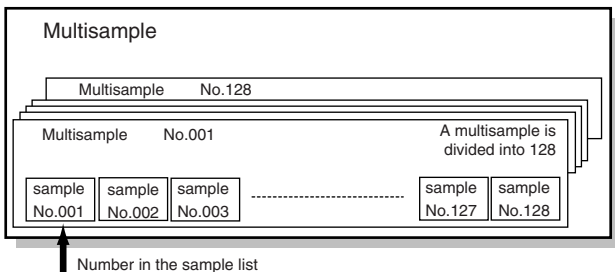 Multisample
Multisample No.128
Multisample No.001
A multisample is
divided into 128
sample
No.001
sample
No.002
sample
No.003
sample
No.127
sample
No.128
Number in the sample list